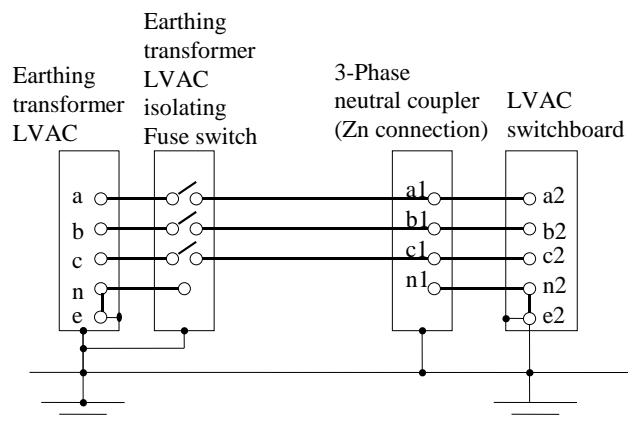 Earthing
transformer
LVAC
Earthing
transformer
LVAC
isolating
Fuse switch
3-Phase
neutral coupler
(Zn connection)
LVAC
switchboard
a
a1
a2
b
b1
b2
c
c1
c2
n
n1
n2
e
e2